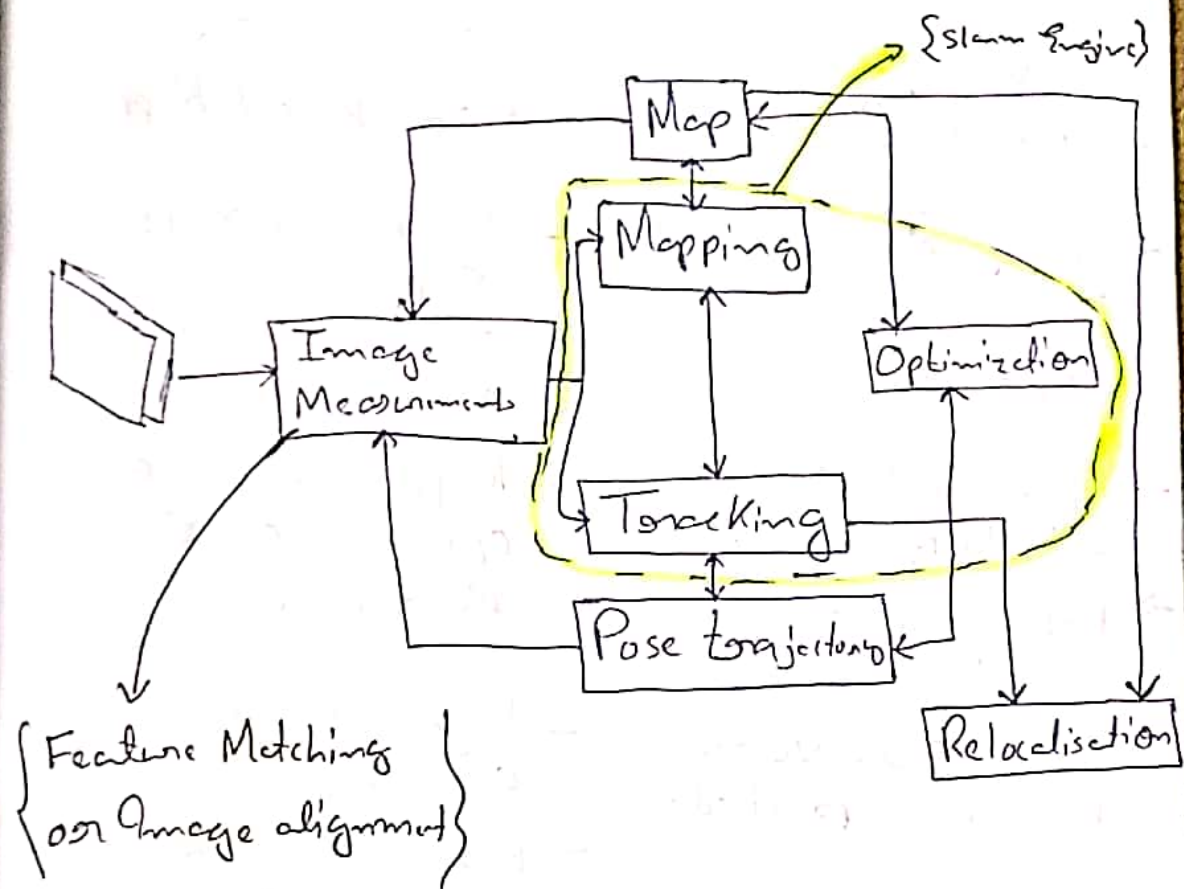 {Slam Engine}
Map
Mapping
Image
Measurements
Optimization
Tracking
Pose trajectory
Relocalisation
{Feature Matching
or Image alignment}